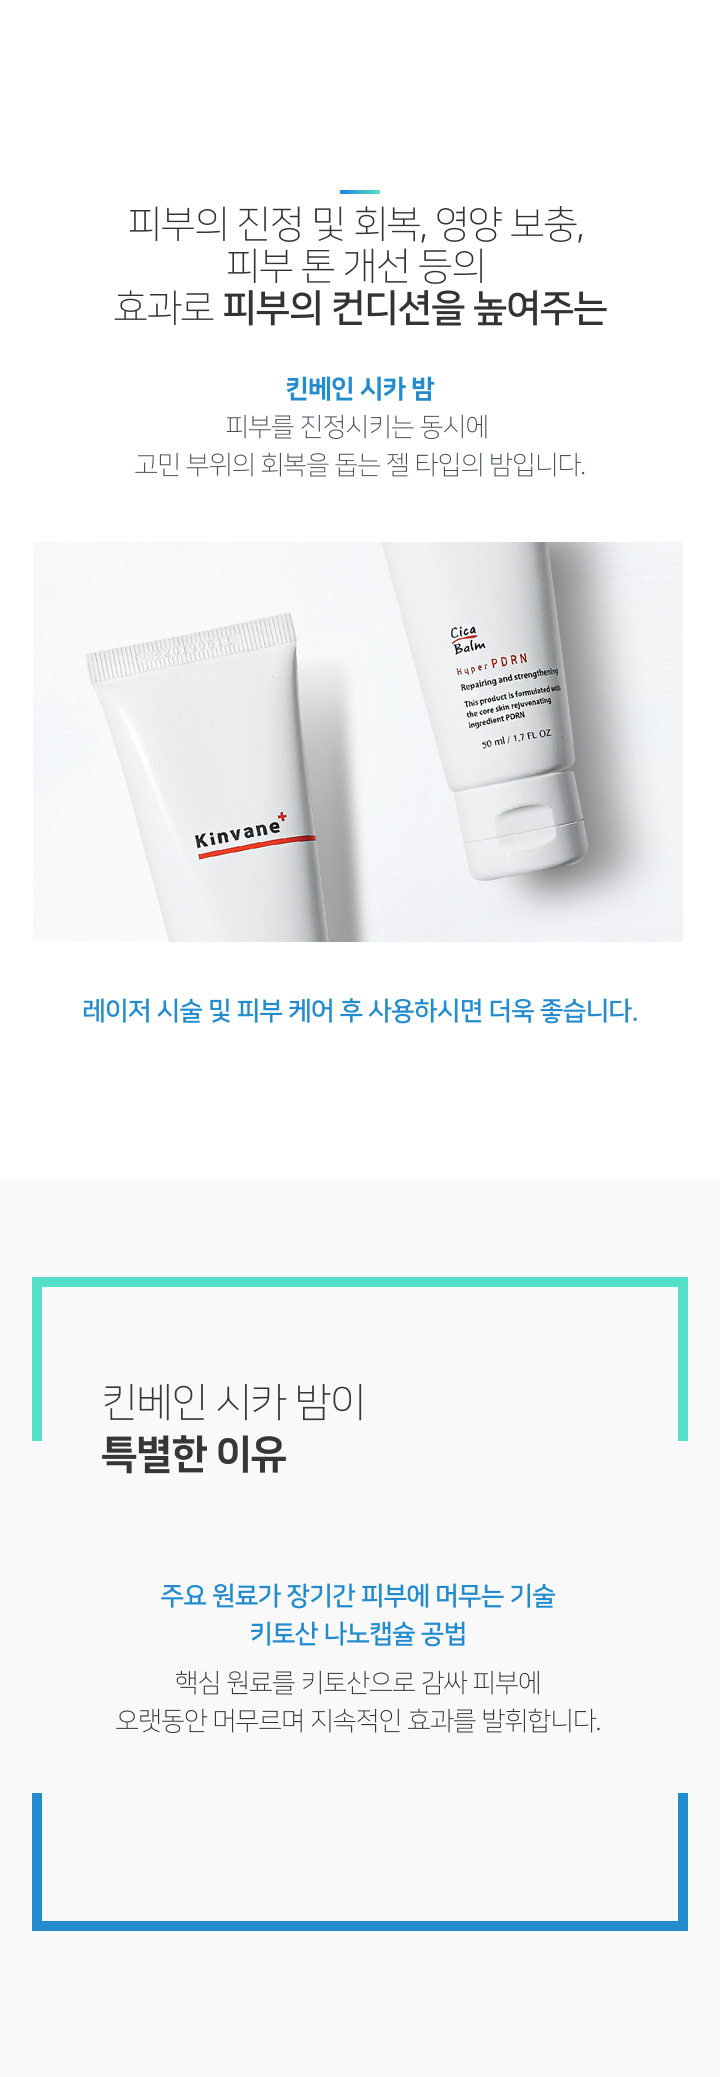 피부의 진정 및 회복, 영양 보충,
피부 톤 개선 등의
효과로 피부의 컨디션을 높여주는
킨베인 시카 밤
피부를 진정시키는 동시에
고민 부위의 회복을 돕는 젤 타입의 밤입니다.
Kinvane+
Cica
Balm
Hyper PDRN
Repairing and strengthening
This product is formulated with
the core skin rejuvenating
ingredient PDRN
50 ml / 1.7 FL OZ
레이저 시술 및 피부 케어 후 사용하시면 더욱 좋습니다.
킨베인 시카 밤이
특별한 이유
주요 원료가 장기간 피부에 머무는 기술
키토산 나노캡슐 공법
핵심 원료를 키토산으로 감싸 피부에
오랫동안 머무르며 지속적인 효과를 발휘합니다.